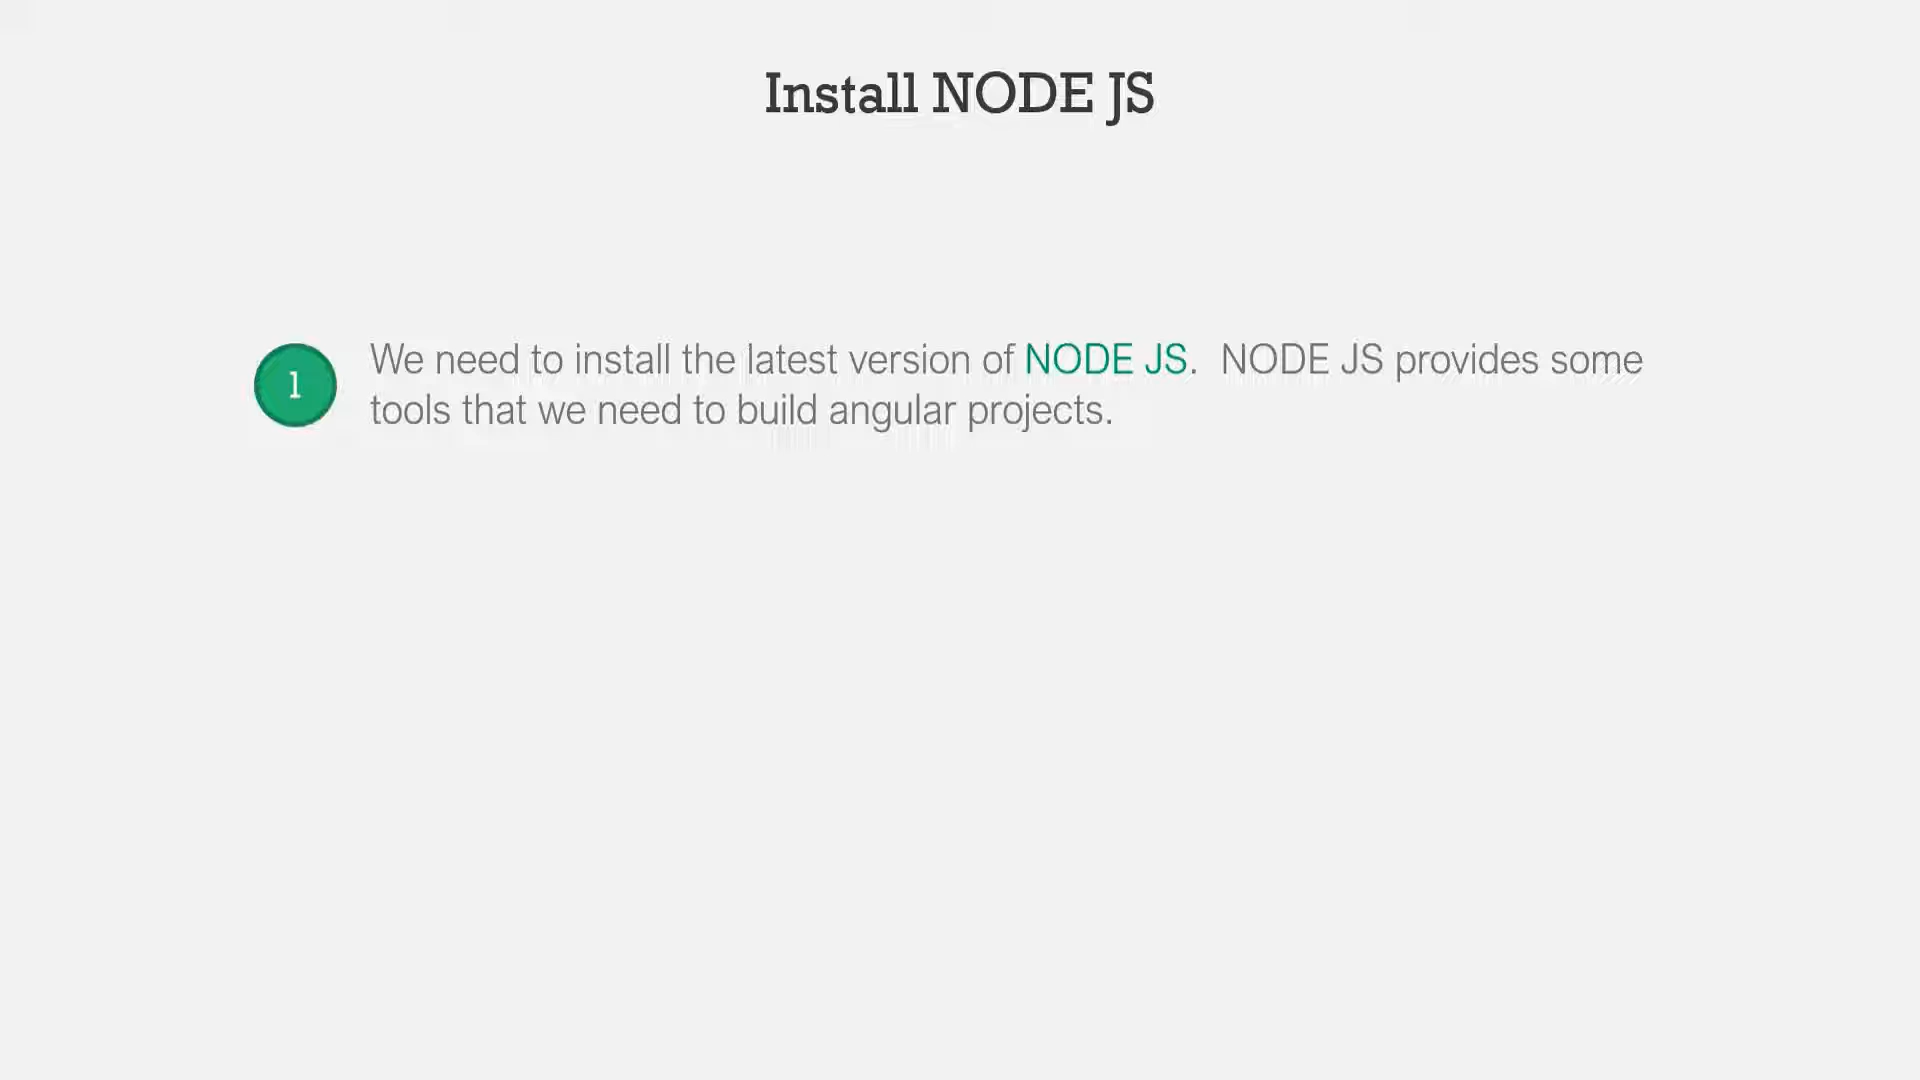 Install NODE JS
1
We need to install the latest version of NODE JS.  NODE JS provides some
tools that we need to build angular projects.